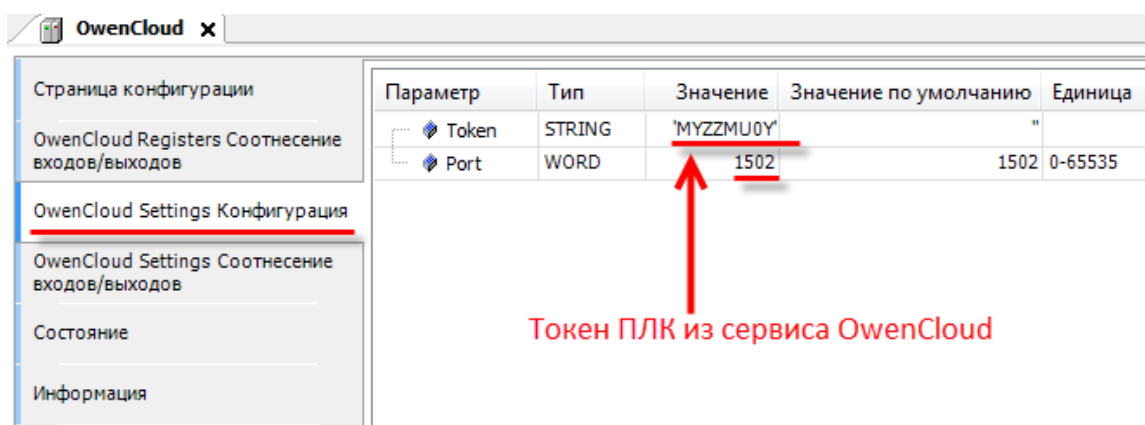 OwenCloud x
Страница конфигурации
OwenCloud Registers Соотнесение
входов/выходов
OwenCloud Settings Конфигурация
OwenCloud Settings Соотнесение
входов/выходов
Состояние
Информация
Параметр Тип Значение Значение по умолчанию Единица
Token STRING 'MYZZMU0Y' ''
Port WORD 1502 1502 0-65535
Токен ПЛК из сервиса OwenCloud